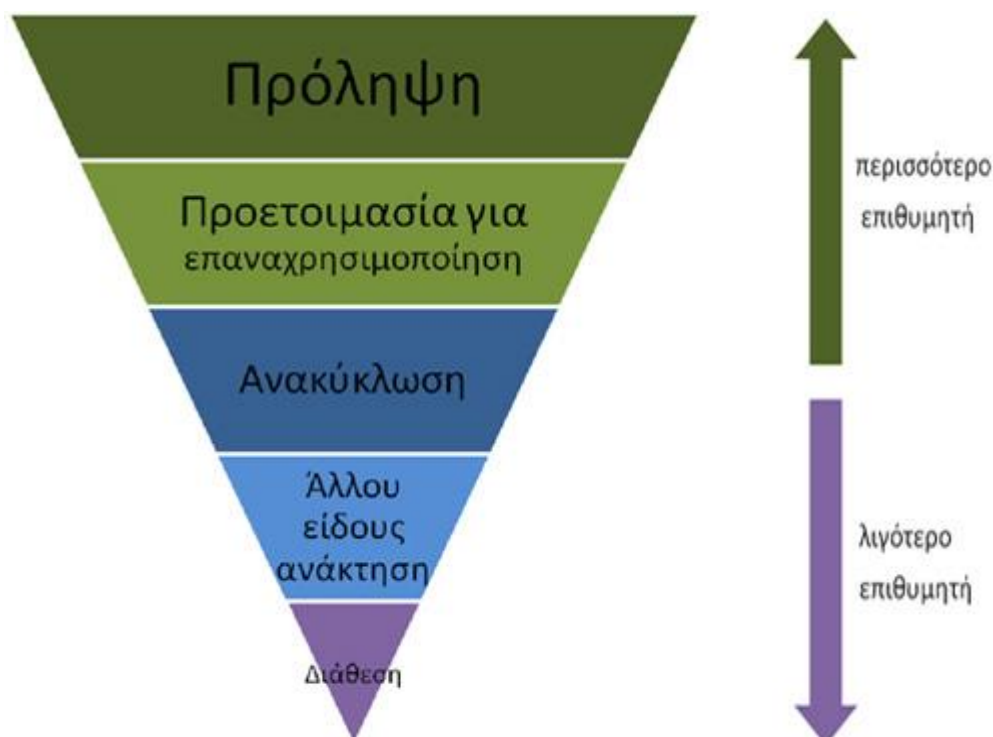 Πρόληψη
Προετοιμασία για
επαναχρησιμοποίηση
Ανακύκλωση
Άλλου
είδους
ανάκτηση
Διάθεση
περισσότερο
επιθυμητή
λιγότερο
επιθυμητή